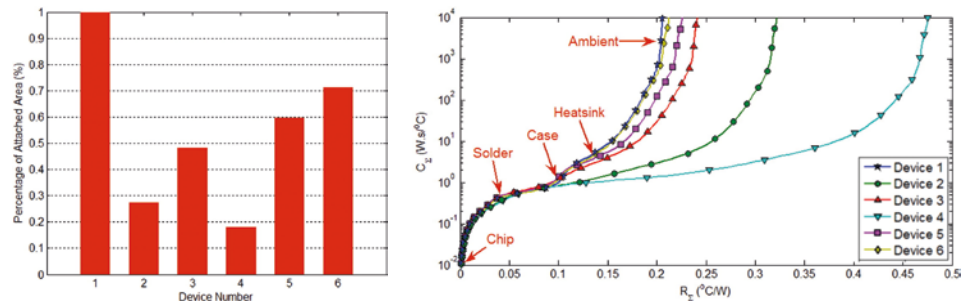 Percentage of Attached Area (%)
1
0.9
0.8
0.7
0.6
0.5
0.4
0.3
0.2
0.1
0
1 2 3 4 5 6
Device Number
C_Σ (W.s/°C)
10^4
10^3
10^2
10^1
10^0
10^-1
10^-2
Ambient
Heatsink
Case
Solder
Chip
Device 1
Device 2
Device 3
Device 4
Device 5
Device 6
0 0.05 0.1 0.15 0.2 0.25 0.3 0.35 0.4 0.45 0.5
R_Σ (°C/W)